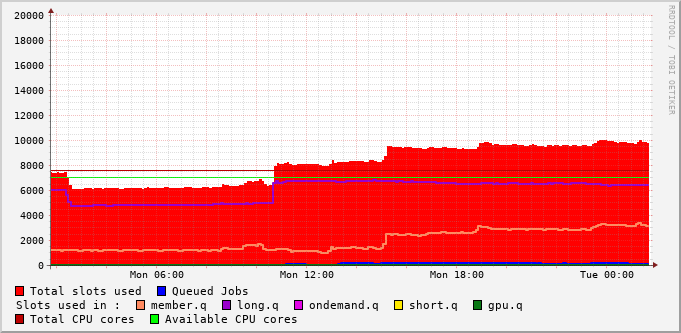 20000
18000
16000
14000
12000
10000
8000
6000
4000
2000
0
Mon 06:00 Mon 12:00 Mon 18:00 Tue 00:00
Total slots used Queued Jobs
Slots used in : member.q long.q ondemand.q short.q gpu.q
Total CPU cores Available CPU cores
RRDTOOL / TOBI OETIKER